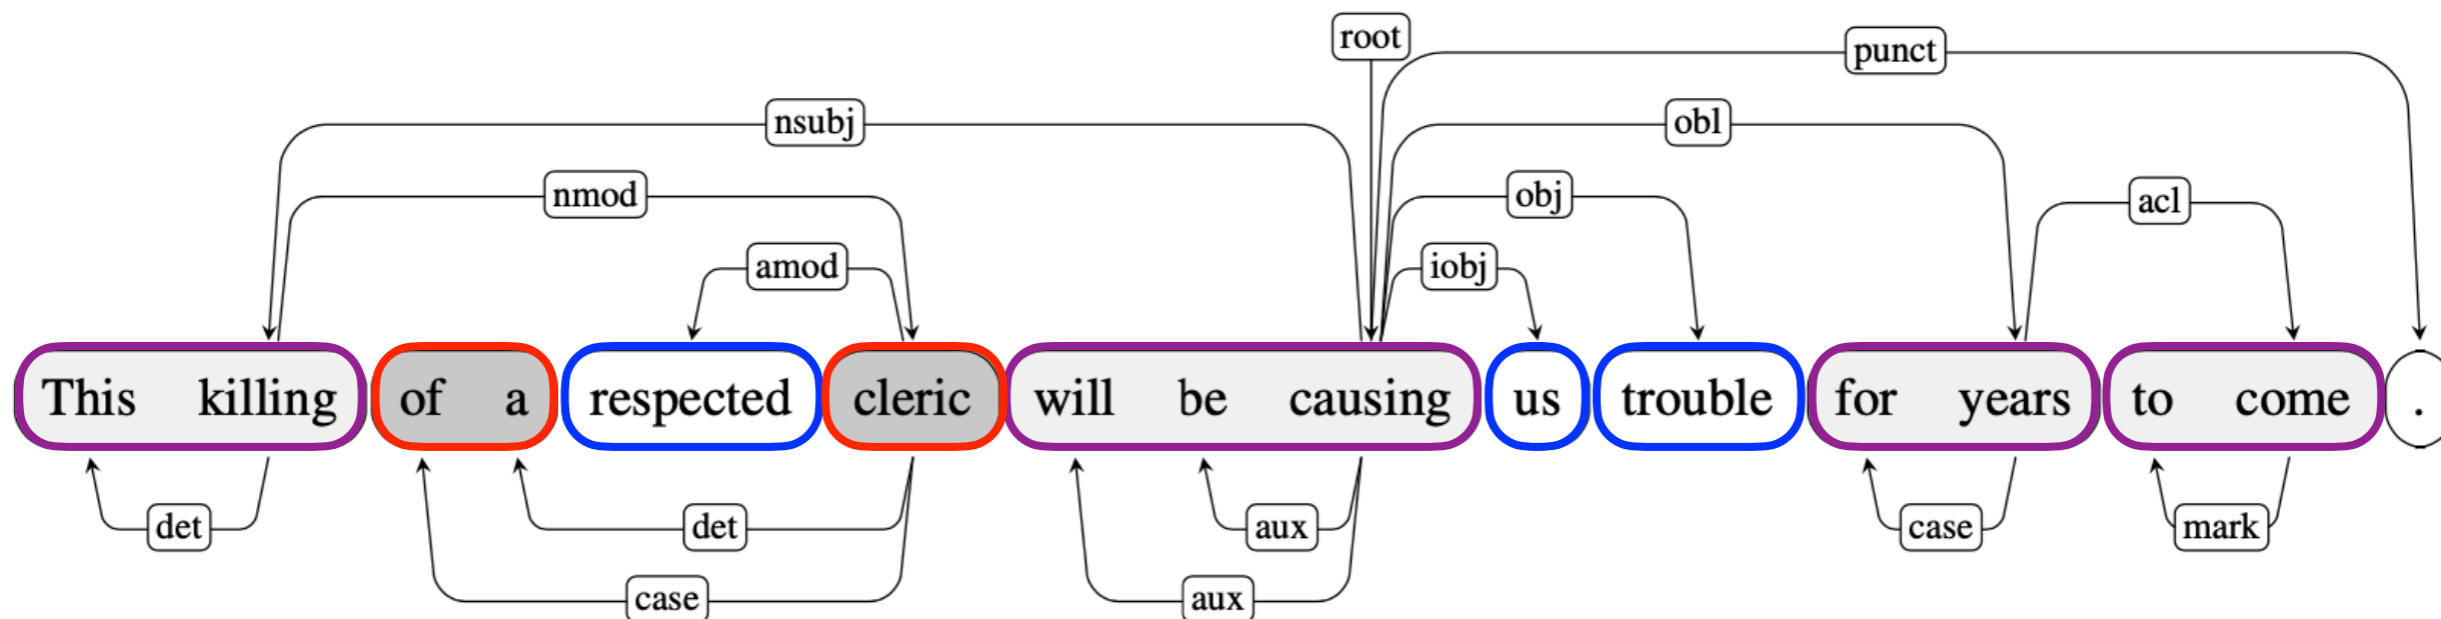 root
punct
nsubj
obl
nmod
obj
acl
amod
iobj
This killing of a respected cleric will be causing us trouble for years to come .
det
det
aux
case
mark
case
aux